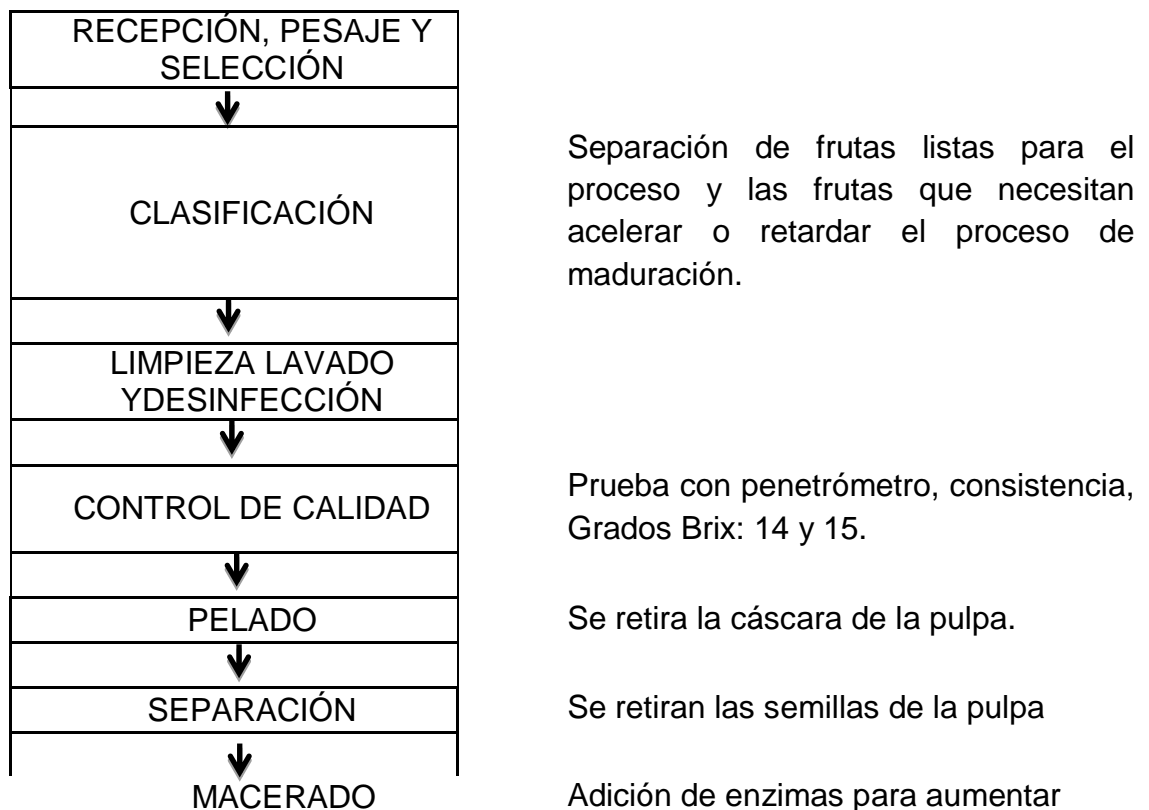 RECEPCIÓN, PESAJE Y
SELECCIÓN
CLASIFICACIÓN
Separación de frutas listas para el
proceso y las frutas que necesitan
acelerar o retardar el proceso de
maduración.
LIMPIEZA LAVADO
YDESINFECCIÓN
CONTROL DE CALIDAD
Prueba con penetrómetro, consistencia,
Grados Brix: 14 y 15.
PELADO
Se retira la cáscara de la pulpa.
SEPARACIÓN
Se retiran las semillas de la pulpa
MACERADO
Adición de enzimas para aumentar